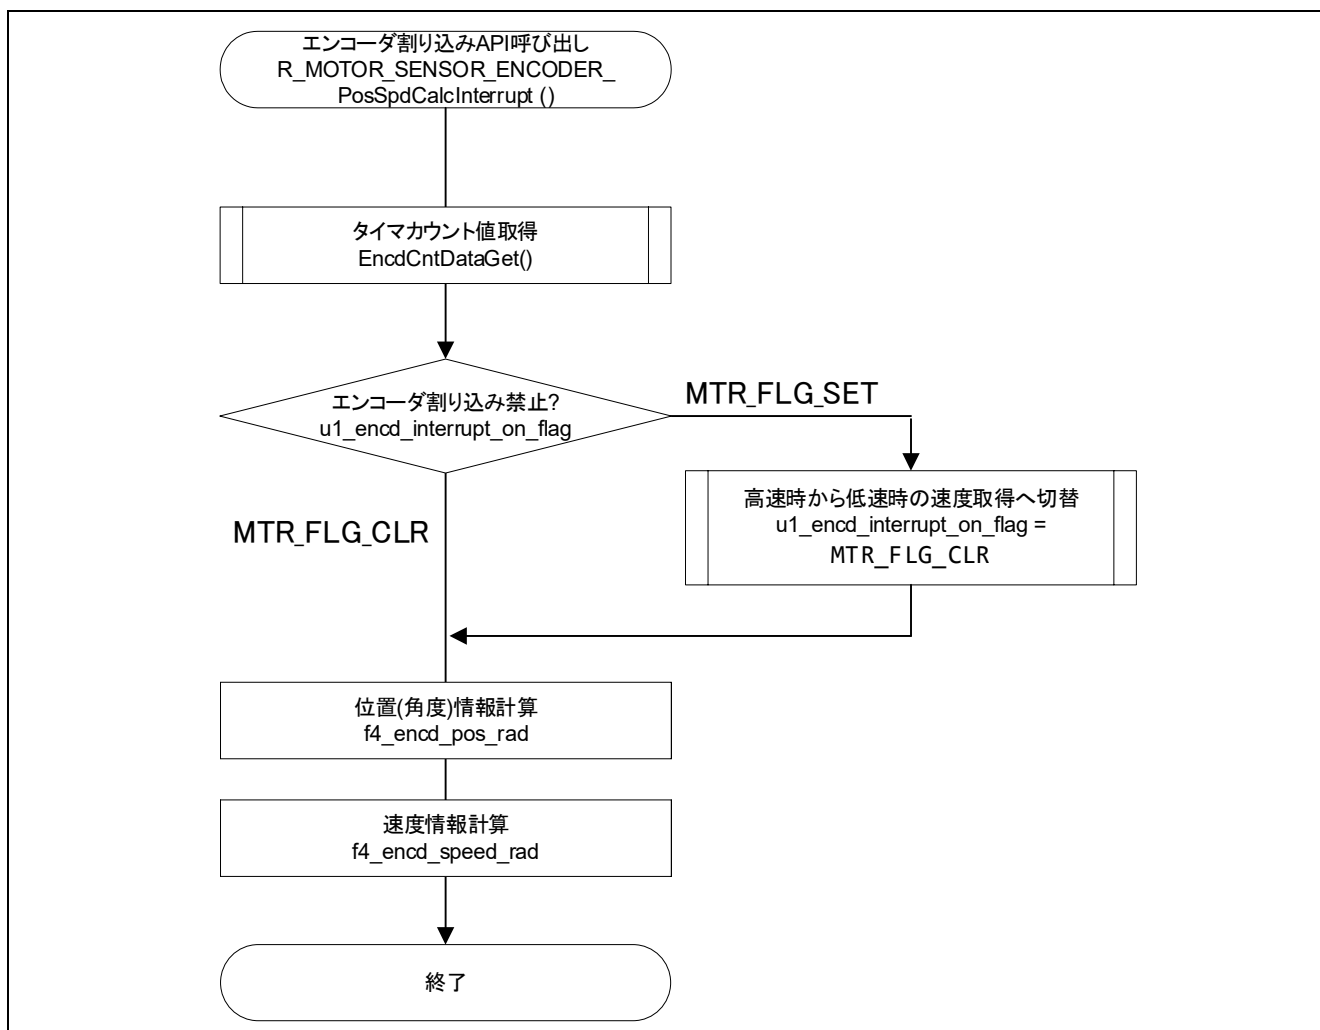 エンコーダ割り込みAPI呼び出し
R_MOTOR_SENSOR_ENCODER_
PosSpdCalcInterrupt ()
タイマカウント値取得
EncdCntDataGet()
エンコーダ割り込み禁止?
u1_encd_interrupt_on_flag
MTR_FLG_SET
高速時から低速時の速度取得へ切替
u1_encd_interrupt_on_flag =
MTR_FLG_CLR
MTR_FLG_CLR
位置(角度)情報計算
f4_encd_pos_rad
速度情報計算
f4_encd_speed_rad
終了